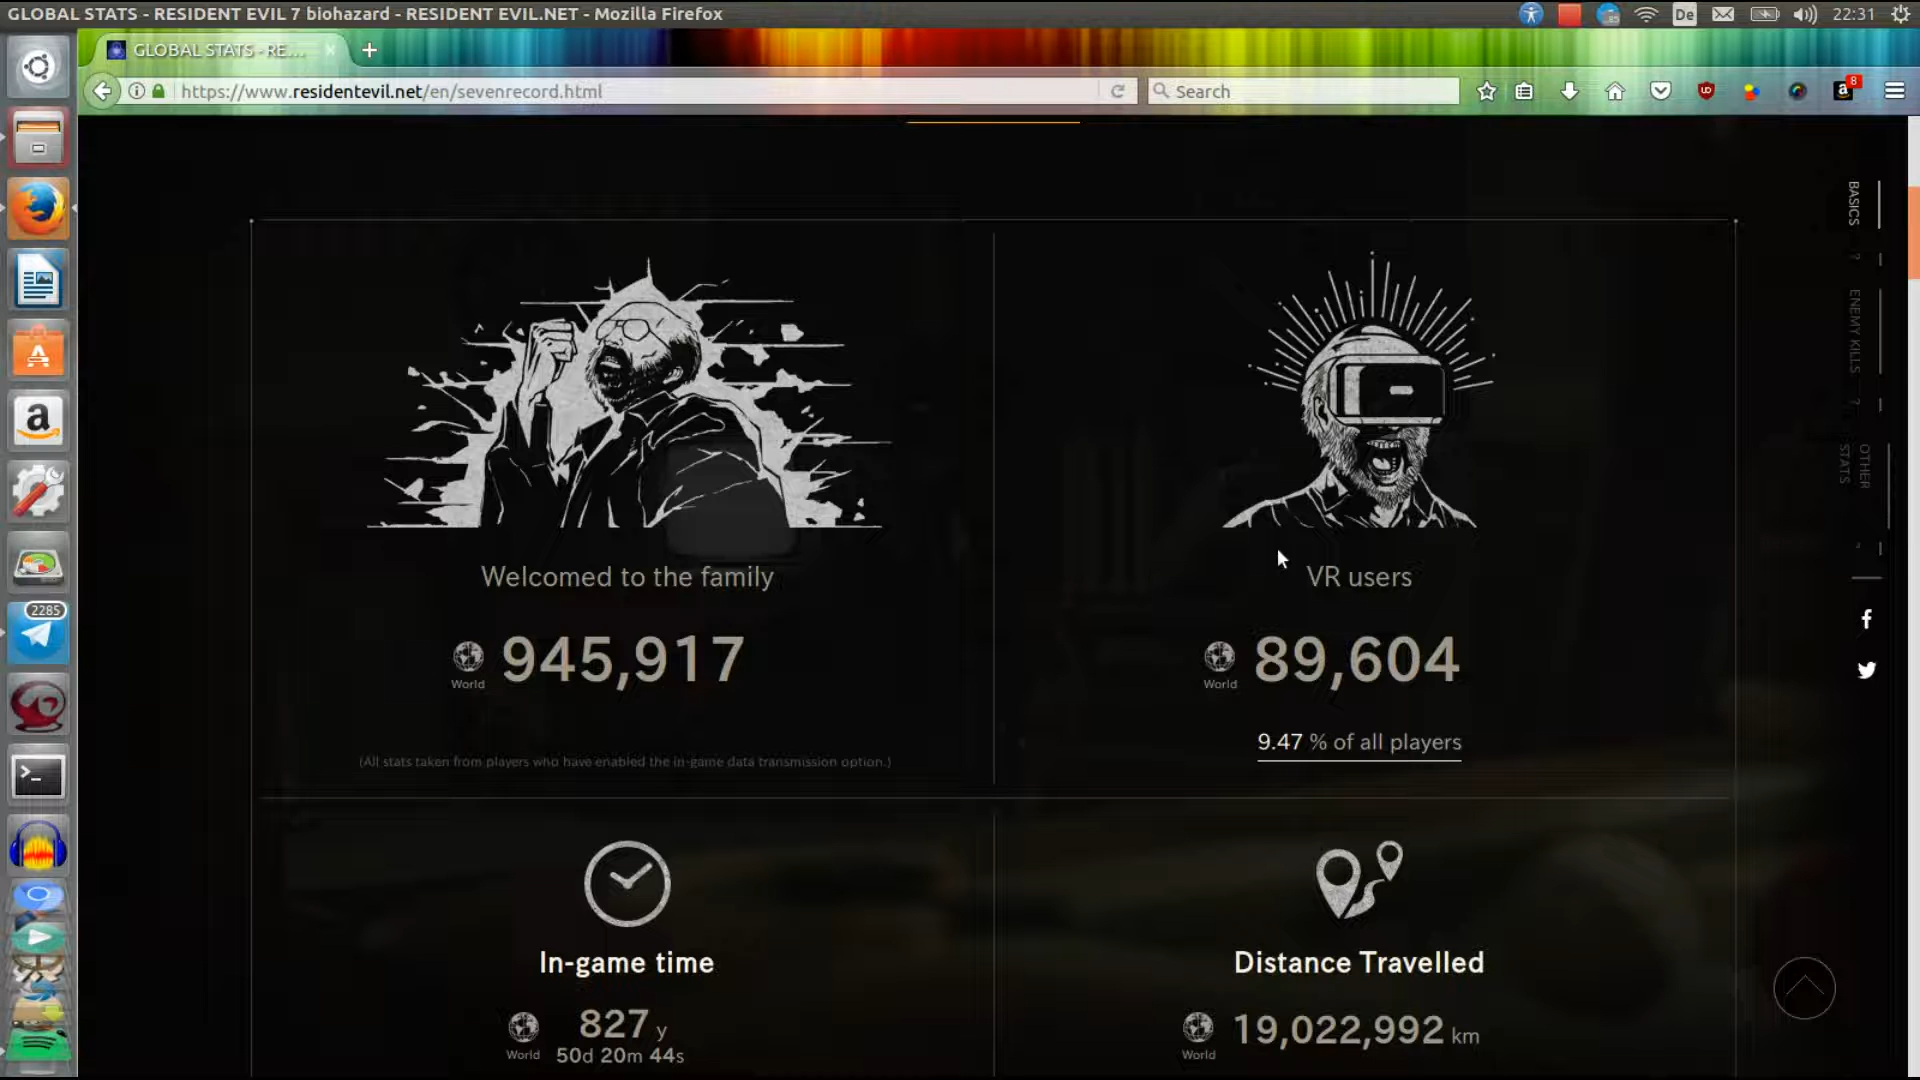 GLOBAL STATS - RESIDENT EVIL 7 biohazard - RESIDENT EVIL.NET - Mozilla Firefox
De
22:31
GLOBAL STATS - RE...
https://www.residentevil.net/en/sevenrecord.html
Search
8
BASICS
?
ENEMY KILLS
?
OTHER
STATS
Welcomed to the family
World
945,917
(All stats taken from players who have enabled the in-game data transmission option.)
VR users
World
89,604
9.47 % of all players
In-game time
World
827 y
50d 20m 44s
Distance Travelled
World
19,022,992 km
2285